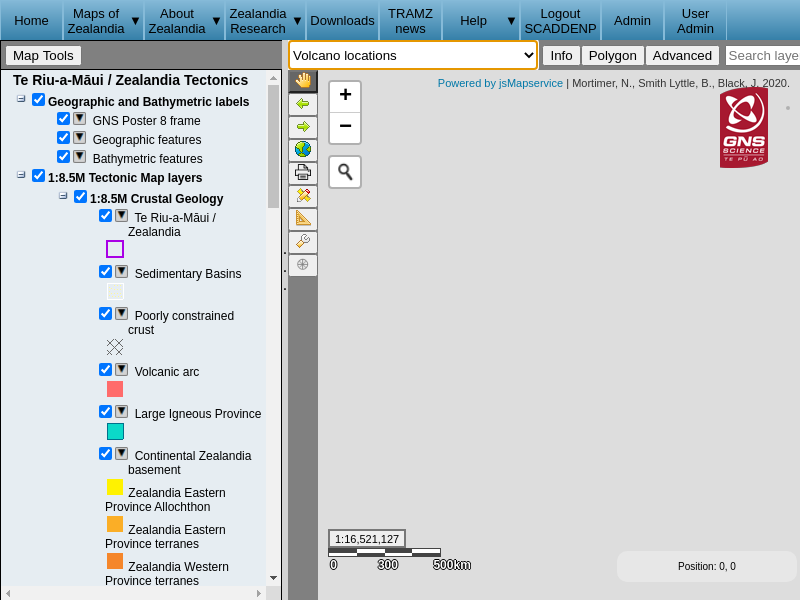 Home
Maps of
Zealandia ▼
About
Zealandia ▼
Zealandia
Research ▼
Downloads
TRAMZ
news
Help ▼
Logout
SCADDENP
Admin
User
Admin
Map Tools
Volcano locations
Info
Polygon
Advanced
Search laye
Te Riu-a-Māui / Zealandia Tectonics
Geographic and Bathymetric labels
GNS Poster 8 frame
Geographic features
Bathymetric features
1:8.5M Tectonic Map layers
1:8.5M Crustal Geology
Te Riu-a-Māui /
Zealandia
Sedimentary Basins
Poorly constrained
crust
Volcanic arc
Large Igneous Province
Continental Zealandia
basement
Zealandia Eastern
Province Allochthon
Zealandia Eastern
Province terranes
Zealandia Western
Province terranes
+
−
Powered by jsMapservice | Mortimer, N., Smith Lyttle, B., Black, J. 2020.
GNS
SCIENCE
TE PŪ AO
1:16,521,127
0 300 500km
Position: 0, 0